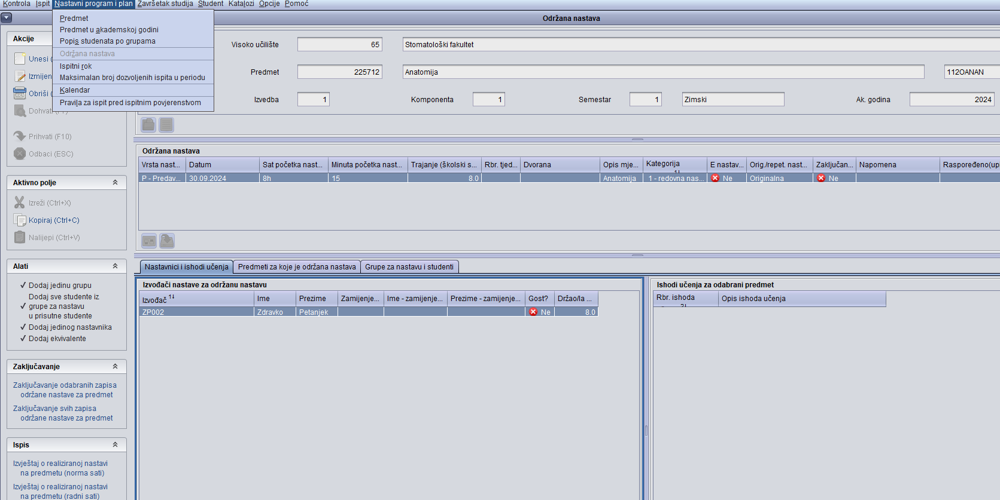 Kontrola Ispit Nastavni program i plan Završetak studija Student Katalozi Opcije Pomoć
Održana nastava
Predmet
Predmet u akademskoj godini
Popis studenata po grupama
Održana nastava
Ispitni rok
Maksimalan broj dozvoljenih ispita u periodu
Kalendar
Pravila za ispit pred ispitnim povjerenstvom
Akcije
Unesi (
Izmijen
Obriši (
Dohvati
Prihvati (F10)
Odbaci (ESC)
Aktivno polje
Izreži (Ctrl+X)
Kopiraj (Ctrl+C)
Nalijepi (Ctrl+V)
Alati
✓ Dodaj jedinu grupu
Dodaj sve studente iz
✓ grupe za nastavu
u prisutne studente
✓ Dodaj jedinog nastavnika
✓ Dodaj ekvivalente
Zaključavanje
Zaključavanje odabranih zapisa
održane nastave za predmet
Zaključavanje svih zapisa
održane nastave za predmet
Ispis
Izvještaj o realiziranoj nastavi
na predmetu (norma sati)
Izvještaj o realiziranoj nastavi
na predmetu (radni sati)
Visoko učilište 65 Stomatološki fakultet
Predmet 225712 Anatomija 112OANAN
Izvedba 1 Komponenta 1 Semestar 1 Zimski Ak. godina 2024
Održana nastava
Vrsta nast... Datum Sat početka nast... Minuta početka nast... Trajanje (školski s... Rbr. tjed... Dvorana Opis mje... Kategorija 1↓ E nastav... Orig./repet. nast... Zaključan... Napomena Raspoređeno(up
P - Predav... 30.09.2024 8h 15 8.0 Anatomija 1 - redovna nas... Ne Originalna Ne
Nastavnici i ishodi učenja Predmeti za koje je održana nastava Grupe za nastavu i studenti
Izvođači nastave za održanu nastavu
Izvođač 1↓ Ime Prezime Zamijenje... Ime - zamijenje... Prezime - zamijenje... Gost? Držao/la ...
ZP002 Zdravko Petanjek Ne 8.0
Ishodi učenja za odabrani predmet
Rbr. ishoda 2↓ Opis ishoda učenja